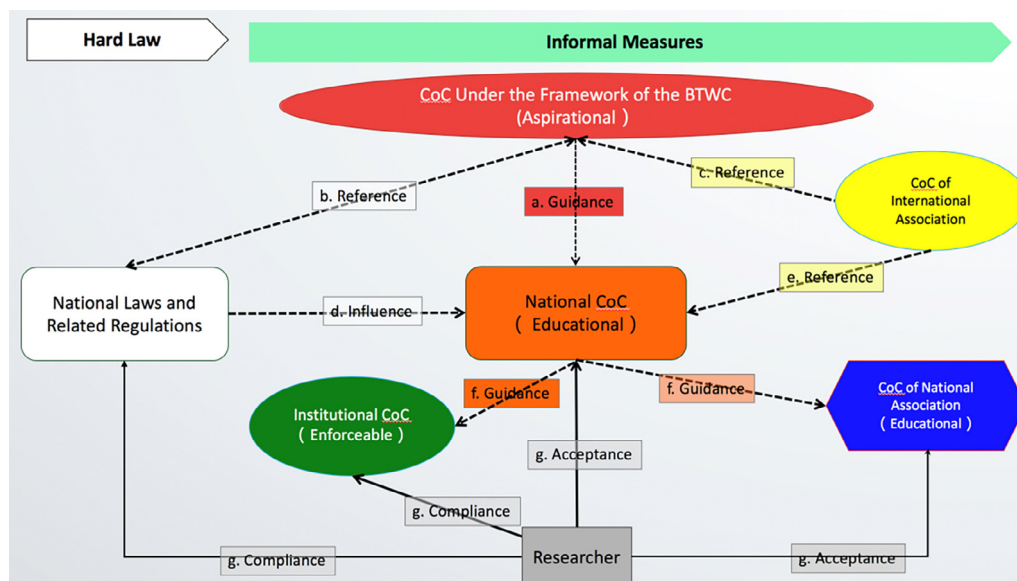 Hard Law
Informal Measures
CoC Under the Framework of the BTWC
(Aspirational )
c. Reference
b. Reference
a. Guidance
CoC of
International
Association
e. Reference
National Laws and
Related Regulations
d. Influence
National CoC
( Educational )
f. Guidance
f. Guidance
CoC of National
Association
( Educational )
Institutional CoC
( Enforceable )
g. Acceptance
g. Compliance
Researcher
g. Compliance
g. Acceptance